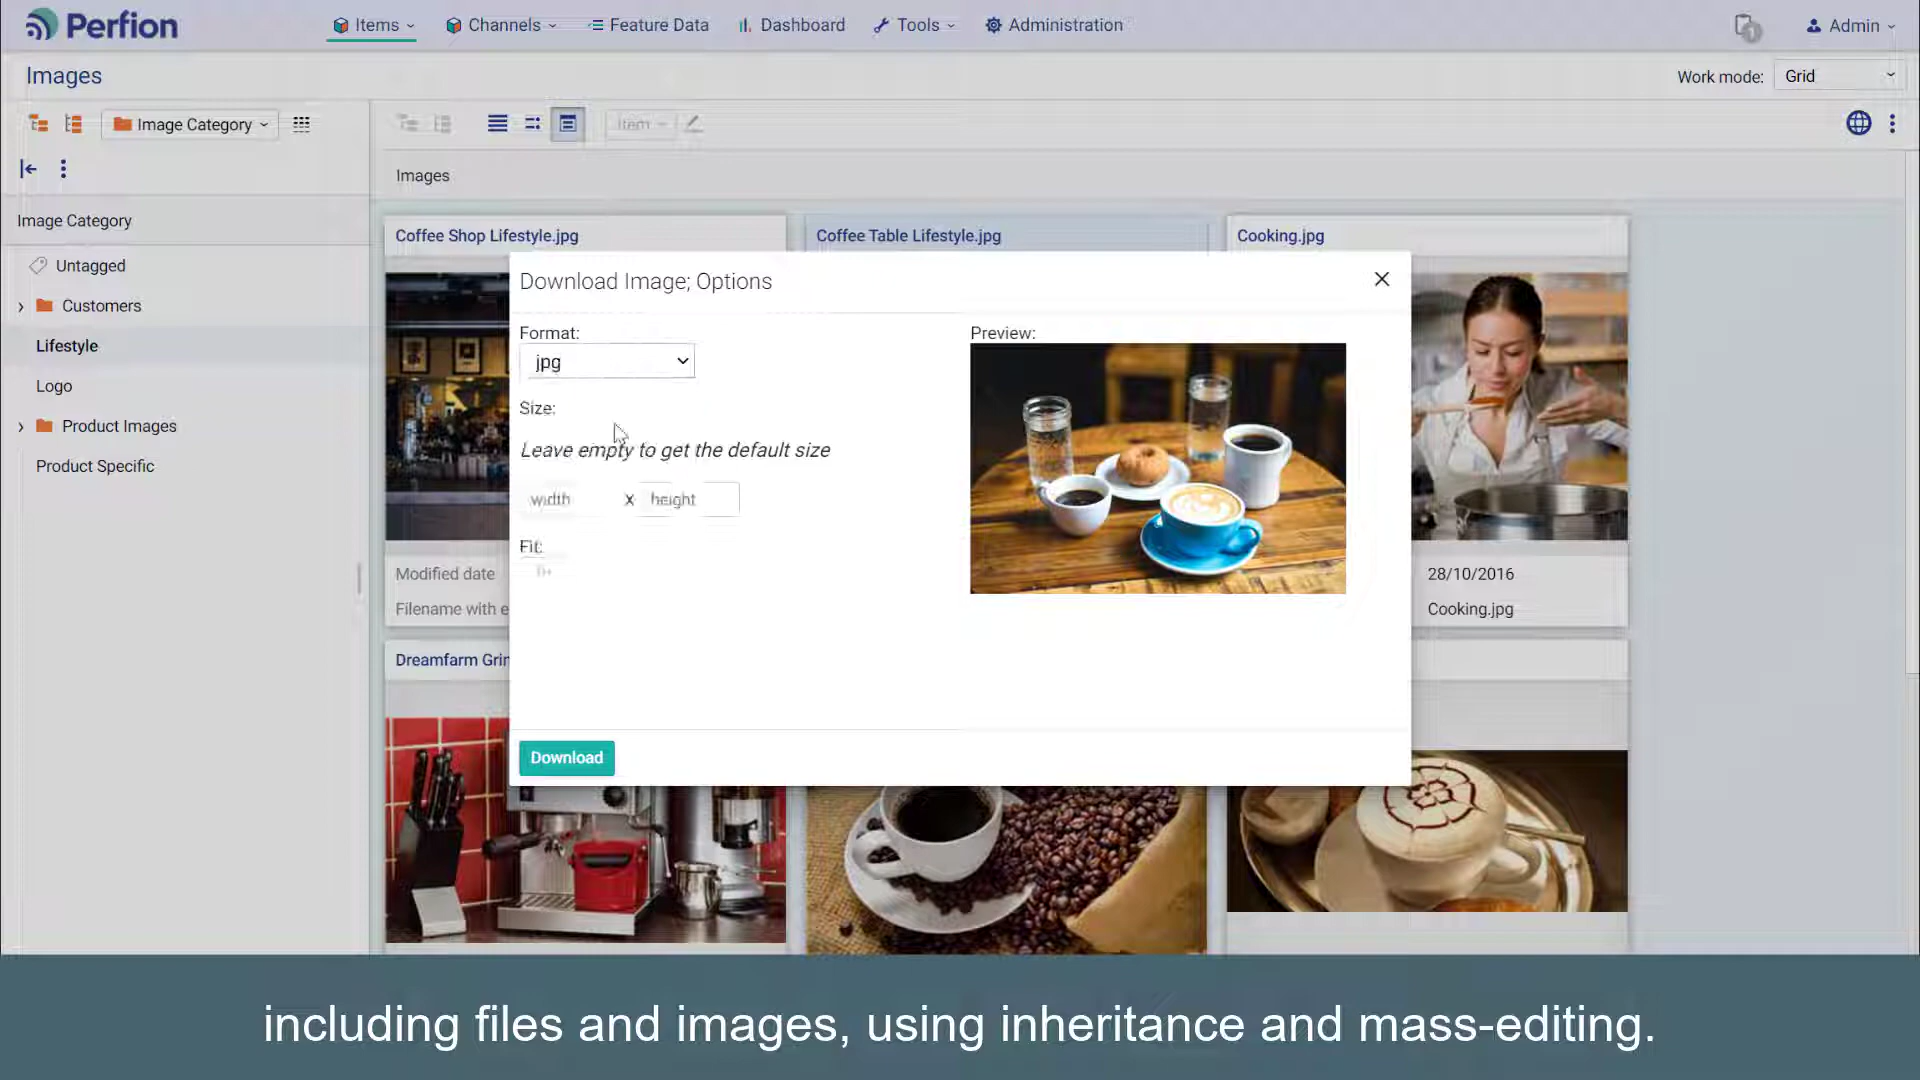 Perfion
Items
Channels
Feature Data
Dashboard
Tools
Administration
Admin
Images
Work mode:
Grid
Image Category
Item
Images
Image Category
Untagged
Customers
Lifestyle
Logo
Product Images
Product Specific
Coffee Shop Lifestyle.jpg
Coffee Table Lifestyle.jpg
Cooking.jpg
Download Image; Options
Format:
jpg
Size:
Leave empty to get the default size
width x height
Fit:
Preview:
Download
Modified date
Filename with e
28/10/2016
Cooking.jpg
Dreamfarm Grin
including files and images, using inheritance and mass-editing.